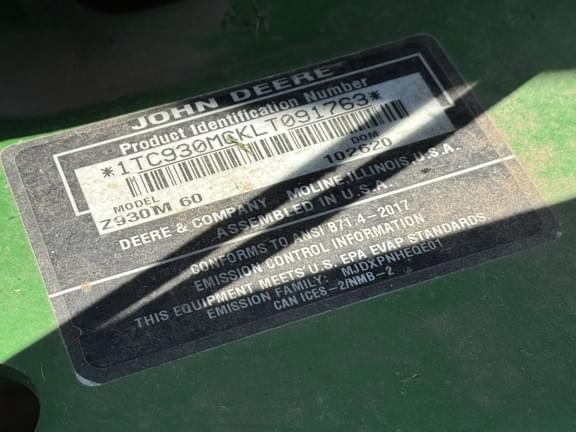 JOHN DEERE
Product Identification Number
*1TC930MCKLT091763*
MODEL DOM
Z930M 60 102620
DEERE & COMPANY MOLINE, ILLINOIS, U.S.A.
ASSEMBLED IN U.S.A.
CONFORMS TO ANSI B71.4-2017
EMISSION CONTROL INFORMATION
THIS EQUIPMENT MEETS U.S. EPA EVAP STANDARDS
EMISSION FAMILY: MJDXPNHEQE01
CAN ICES-2/NMB-2